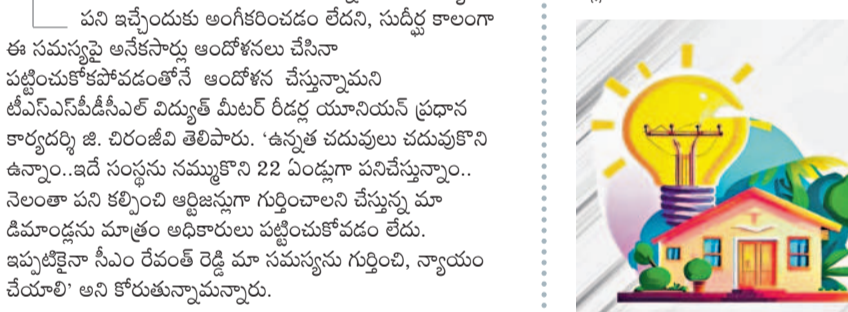 పని ఇచ్చేందుకు అంగీకరించడం లేదని, సుదీర్ఘ కాలంగా
ఈ సమస్యపై అనేకసార్లు ఆందోళనలు చేసినా
పట్టించుకోకపోవడంతోనే ఆందోళన చేస్తున్నామని
టీఎస్ఎస్‌పీడీసీఎల్ విద్యుత్ మీటర్ రీడర్ల యూనియన్ ప్రధాన
కార్యదర్శి జి. చిరంజీవి తెలిపారు. ‘ఉన్నత చదువులు చదువుకొని
ఉన్నాం..ఇదే సంస్థను నమ్ముకొని 22 ఏండ్లుగా పనిచేస్తున్నాం..
నెలంతా పని కల్పించి ఆర్టిజన్లుగా గుర్తించాలని చేస్తున్న మా
డిమాండ్లను మాత్రం అధికారులు పట్టించుకోవడం లేదు.
ఇప్పటికైనా సీఎం రేవంత్ రెడ్డి మా సమస్యను గుర్తించి, న్యాయం
చేయాలి’ అని కోరుతున్నామన్నారు.